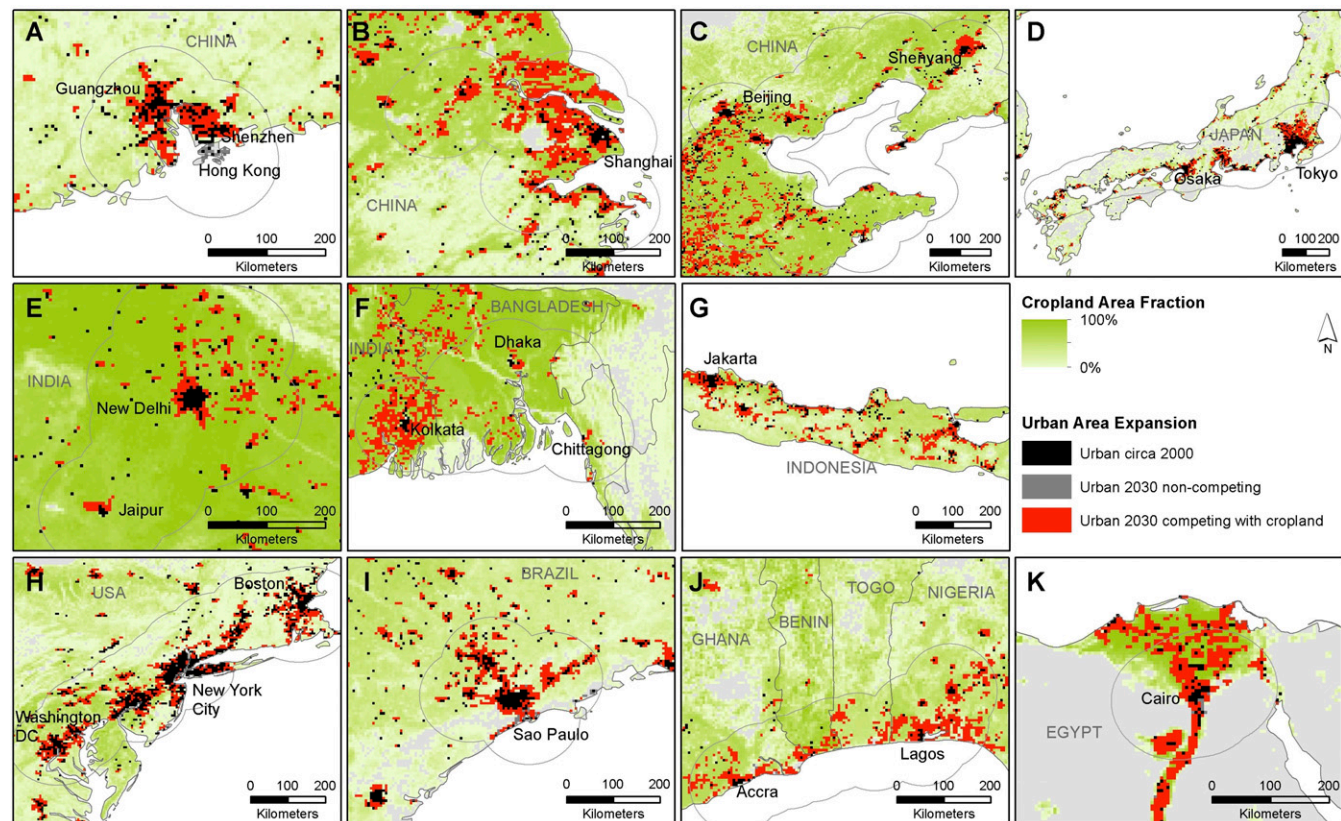 A
CHINA
Guangzhou
Shenzhen
Hong Kong
0 100 200
Kilometers
B
Shanghai
CHINA
0 100 200
Kilometers
C
CHINA
Shenyang
Beijing
0 100 200
Kilometers
D
JAPAN
Osaka
Tokyo
0 100 200
Kilometers
E
INDIA
New Delhi
Jaipur
0 100 200
Kilometers
F
BANGLADESH
INDIA
Dhaka
Kolkata
Chittagong
0 100 200
Kilometers
G
Jakarta
INDONESIA
0 100 200
Kilometers
Cropland Area Fraction
100%
0%
N
Urban Area Expansion
Urban circa 2000
Urban 2030 non-competing
Urban 2030 competing with cropland
H
USA
Boston
New York
City
Washington
DC
0 100 200
Kilometers
I
BRAZIL
Sao Paulo
0 100 200
Kilometers
J
GHANA
BENIN
TOGO
NIGERIA
Lagos
Accra
0 100 200
Kilometers
K
Cairo
EGYPT
0 100 200
Kilometers